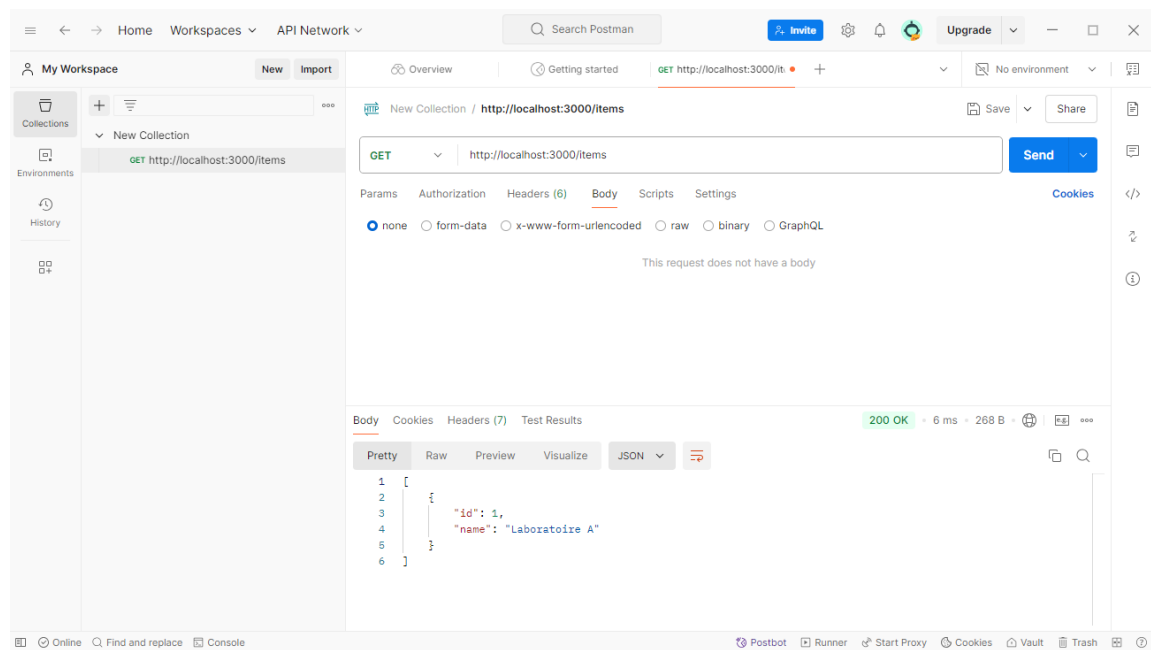 Home Workspaces API Network Search Postman Invite Upgrade
My Workspace New Import Overview Getting started GET http://localhost:3000/it No environment
Collections
New Collection / http://localhost:3000/items Save Share
New Collection
GET http://localhost:3000/items
GET http://localhost:3000/items Send
Environments
History
Params Authorization Headers (6) Body Scripts Settings Cookies
none form-data x-www-form-urlencoded raw binary GraphQL
This request does not have a body
Body Cookies Headers (7) Test Results 200 OK 6 ms 268 B e.g.
Pretty Raw Preview Visualize JSON
1 [
2 {
3 "id": 1,
4 "name": "Laboratoire A"
5 }
6 ]
Online Find and replace Console Postbot Runner Start Proxy Cookies Vault Trash